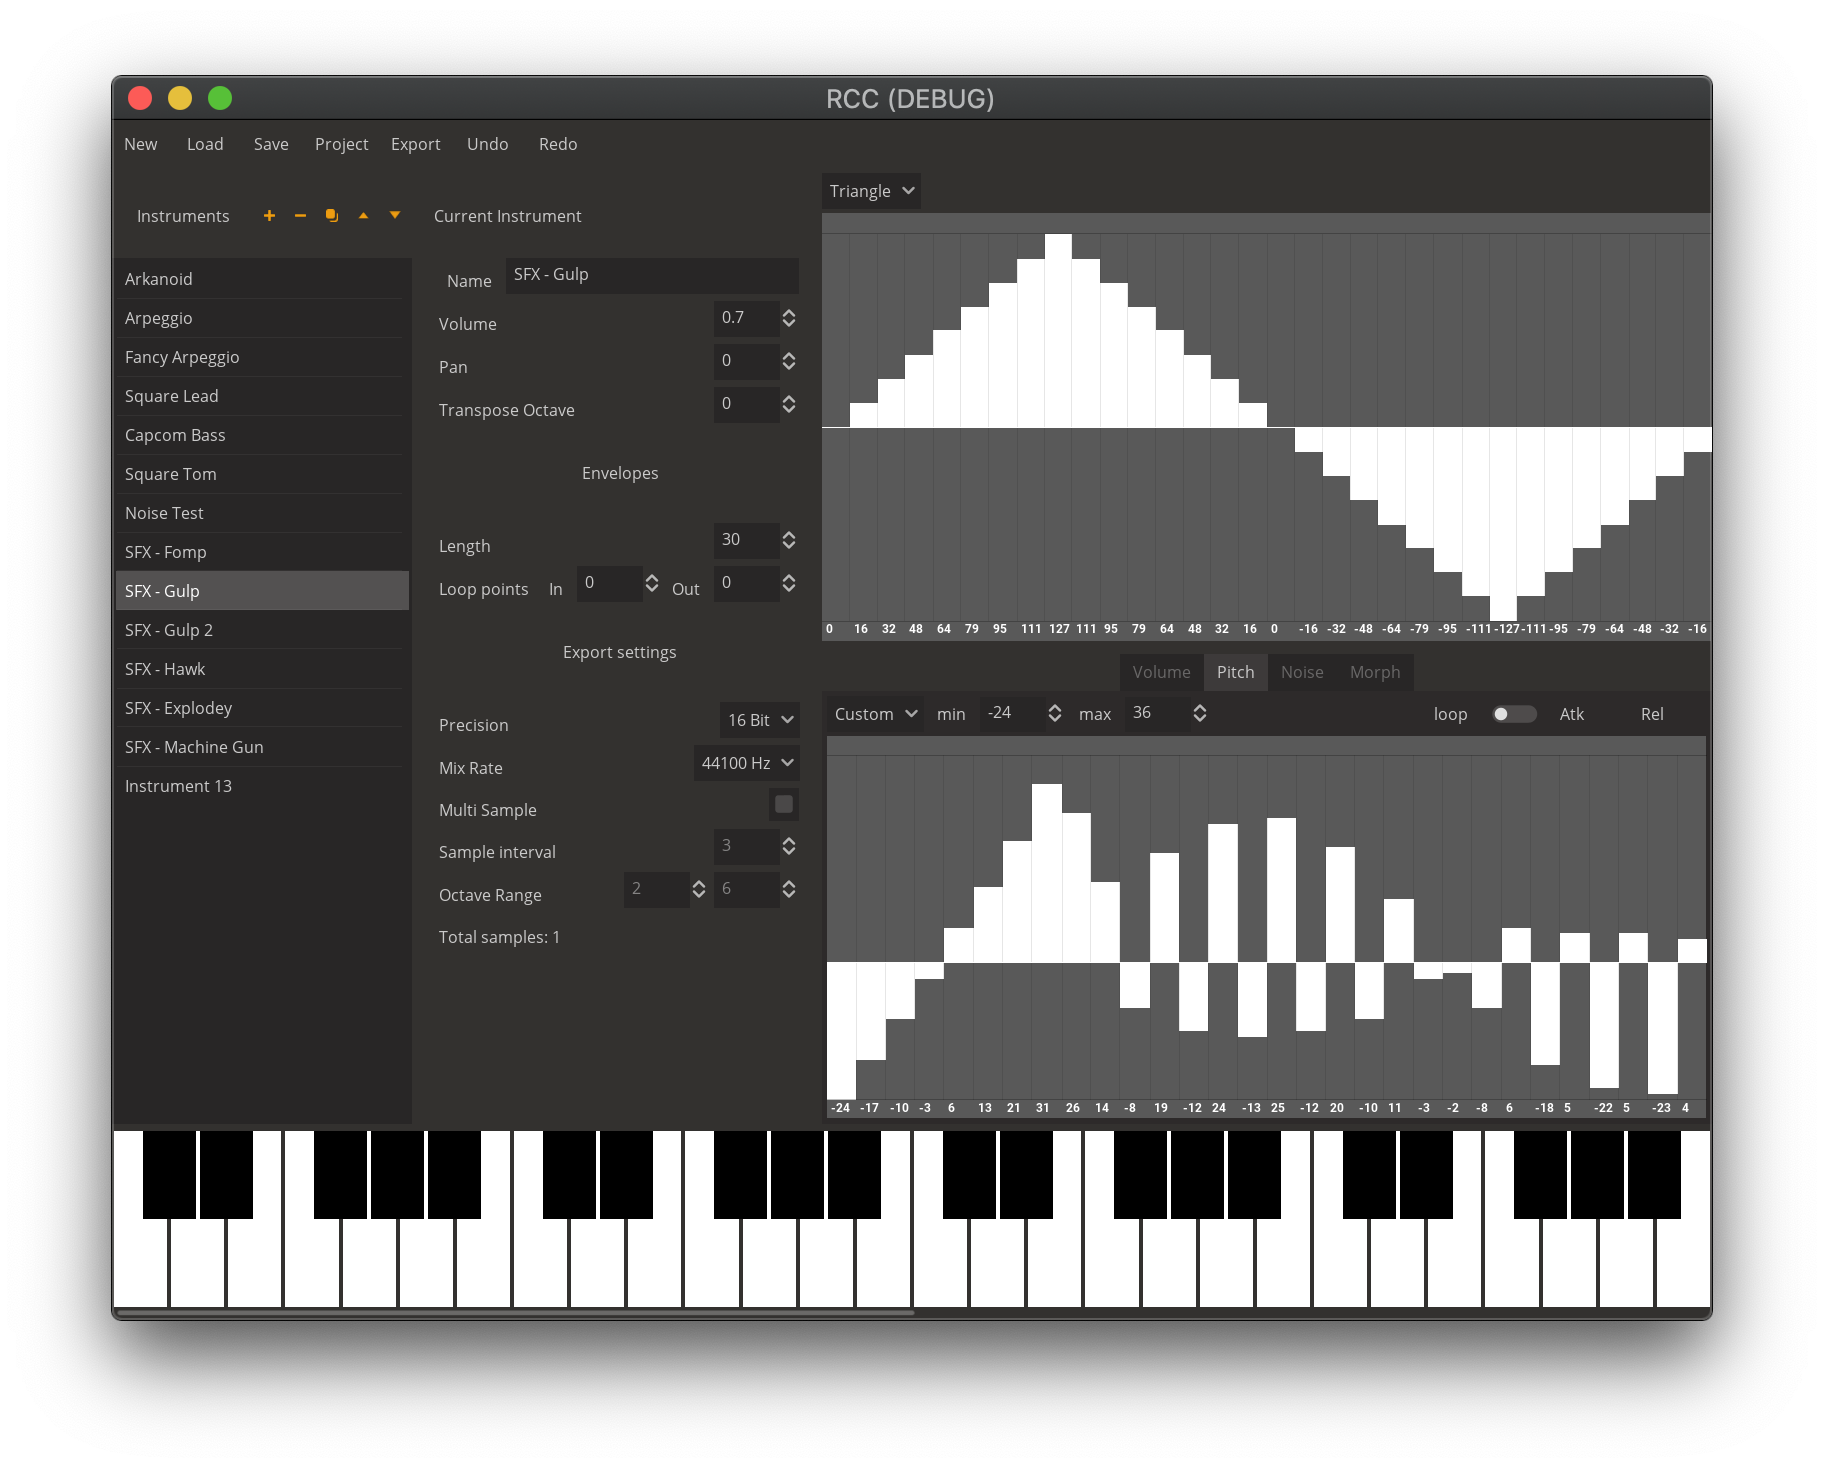 RCC (DEBUG)
New Load Save Project Export Undo Redo
Instruments
Arkanoid
Arpeggio
Fancy Arpeggio
Square Lead
Capcom Bass
Square Tom
Noise Test
SFX - Fomp
SFX - Gulp
SFX - Gulp 2
SFX - Hawk
SFX - Explodey
SFX - Machine Gun
Instrument 13
Current Instrument
Name SFX - Gulp
Volume 0.7
Pan 0
Transpose Octave 0
Envelopes
Length 30
Loop points In 0 Out 0
Export settings
Precision 16 Bit
Mix Rate 44100 Hz
Multi Sample
Sample interval 3
Octave Range 2 6
Total samples: 1
Triangle
0 16 32 48 64 79 95 111 127 111 95 79 64 48 32 16 0 -16 -32 -48 -64 -79 -95 -111 -127 -111 -95 -79 -64 -48 -32 -16
Volume Pitch Noise Morph
Custom min -24 max 36 loop Atk Rel
-24 -17 -10 -3 6 13 21 31 26 14 -8 19 -12 24 -13 25 -12 20 -10 11 -3 -2 -8 6 -18 5 -22 5 -23 4